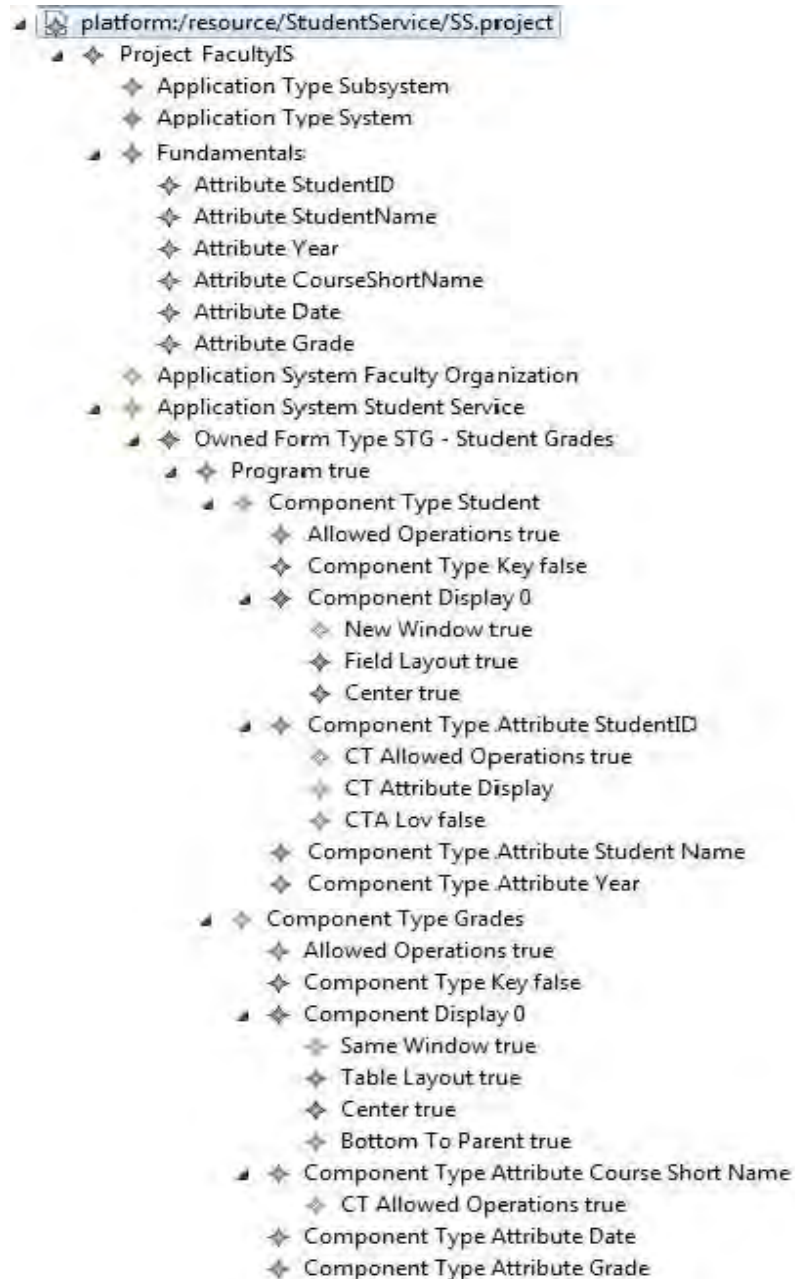 platform:/resource/StudentService/SS.project
Project FacultyIS
Application Type Subsystem
Application Type System
Fundamentals
Attribute StudentID
Attribute StudentName
Attribute Year
Attribute CourseShortName
Attribute Date
Attribute Grade
Application System Faculty Organization
Application System Student Service
Owned Form Type STG - Student Grades
Program true
Component Type Student
Allowed Operations true
Component Type Key false
Component Display 0
New Window true
Field Layout true
Center true
Component Type Attribute StudentID
CT Allowed Operations true
CT Attribute Display
CTA Lov false
Component Type Attribute Student Name
Component Type Attribute Year
Component Type Grades
Allowed Operations true
Component Type Key false
Component Display 0
Same Window true
Table Layout true
Center true
Bottom To Parent true
Component Type Attribute Course Short Name
CT Allowed Operations true
Component Type Attribute Date
Component Type Attribute Grade